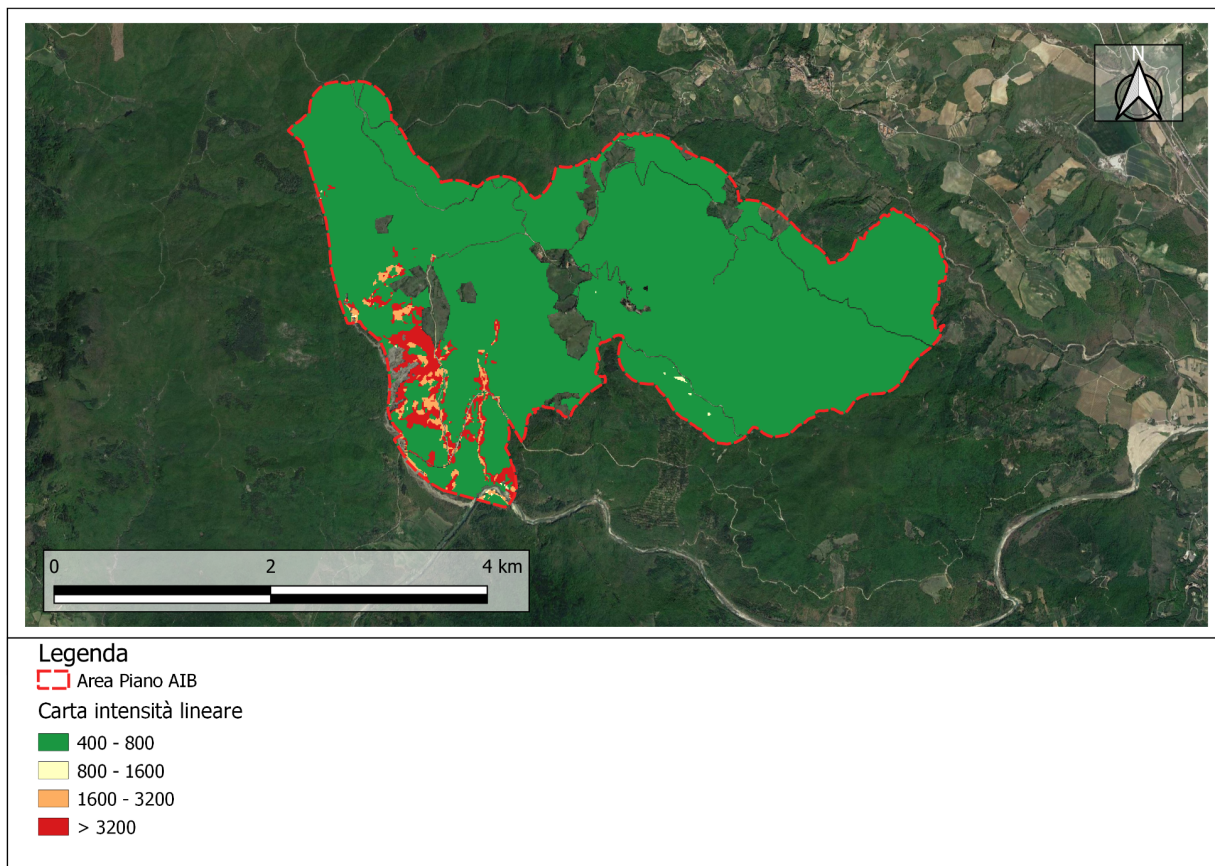 N
0 2 4 km
Legenda
Area Piano AIB
Carta intensità lineare
400 - 800
800 - 1600
1600 - 3200
> 3200